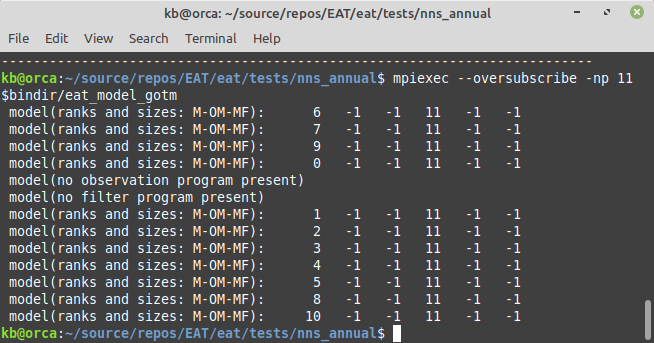 kb@orca: ~/source/repos/EAT/eat/tests/nns_annual
File Edit View Search Terminal Help
--------------------------------------------------------------------------
kb@orca:~/source/repos/EAT/eat/tests/nns_annual$ mpiexec --oversubscribe -np 11
$bindir/eat_model_gotm
model(ranks and sizes: M-OM-MF): 6 -1 -1 11 -1 -1
model(ranks and sizes: M-OM-MF): 7 -1 -1 11 -1 -1
model(ranks and sizes: M-OM-MF): 9 -1 -1 11 -1 -1
model(ranks and sizes: M-OM-MF): 0 -1 -1 11 -1 -1
model(no observation program present)
model(no filter program present)
model(ranks and sizes: M-OM-MF): 1 -1 -1 11 -1 -1
model(ranks and sizes: M-OM-MF): 2 -1 -1 11 -1 -1
model(ranks and sizes: M-OM-MF): 3 -1 -1 11 -1 -1
model(ranks and sizes: M-OM-MF): 4 -1 -1 11 -1 -1
model(ranks and sizes: M-OM-MF): 5 -1 -1 11 -1 -1
model(ranks and sizes: M-OM-MF): 8 -1 -1 11 -1 -1
model(ranks and sizes: M-OM-MF): 10 -1 -1 11 -1 -1
kb@orca:~/source/repos/EAT/eat/tests/nns_annual$